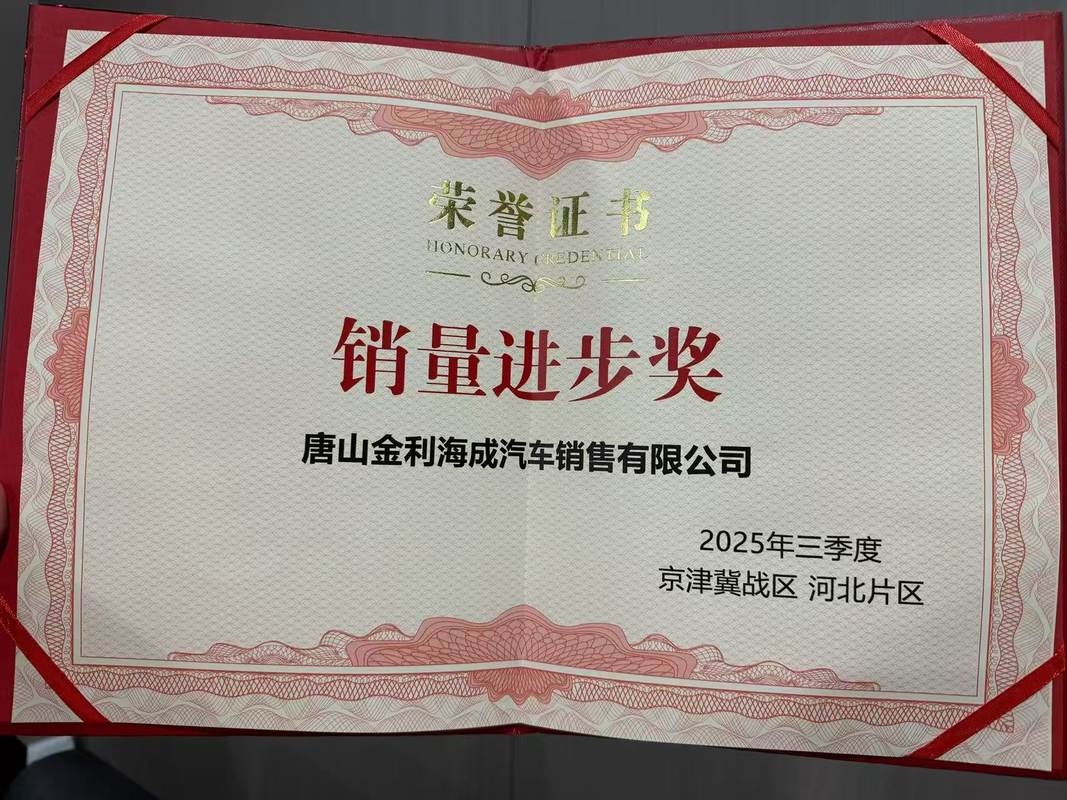 荣誉证书
HONORARY CREDENTIAL
销量进步奖
唐山金利海成汽车销售有限公司
2025年三季度
京津冀战区 河北片区